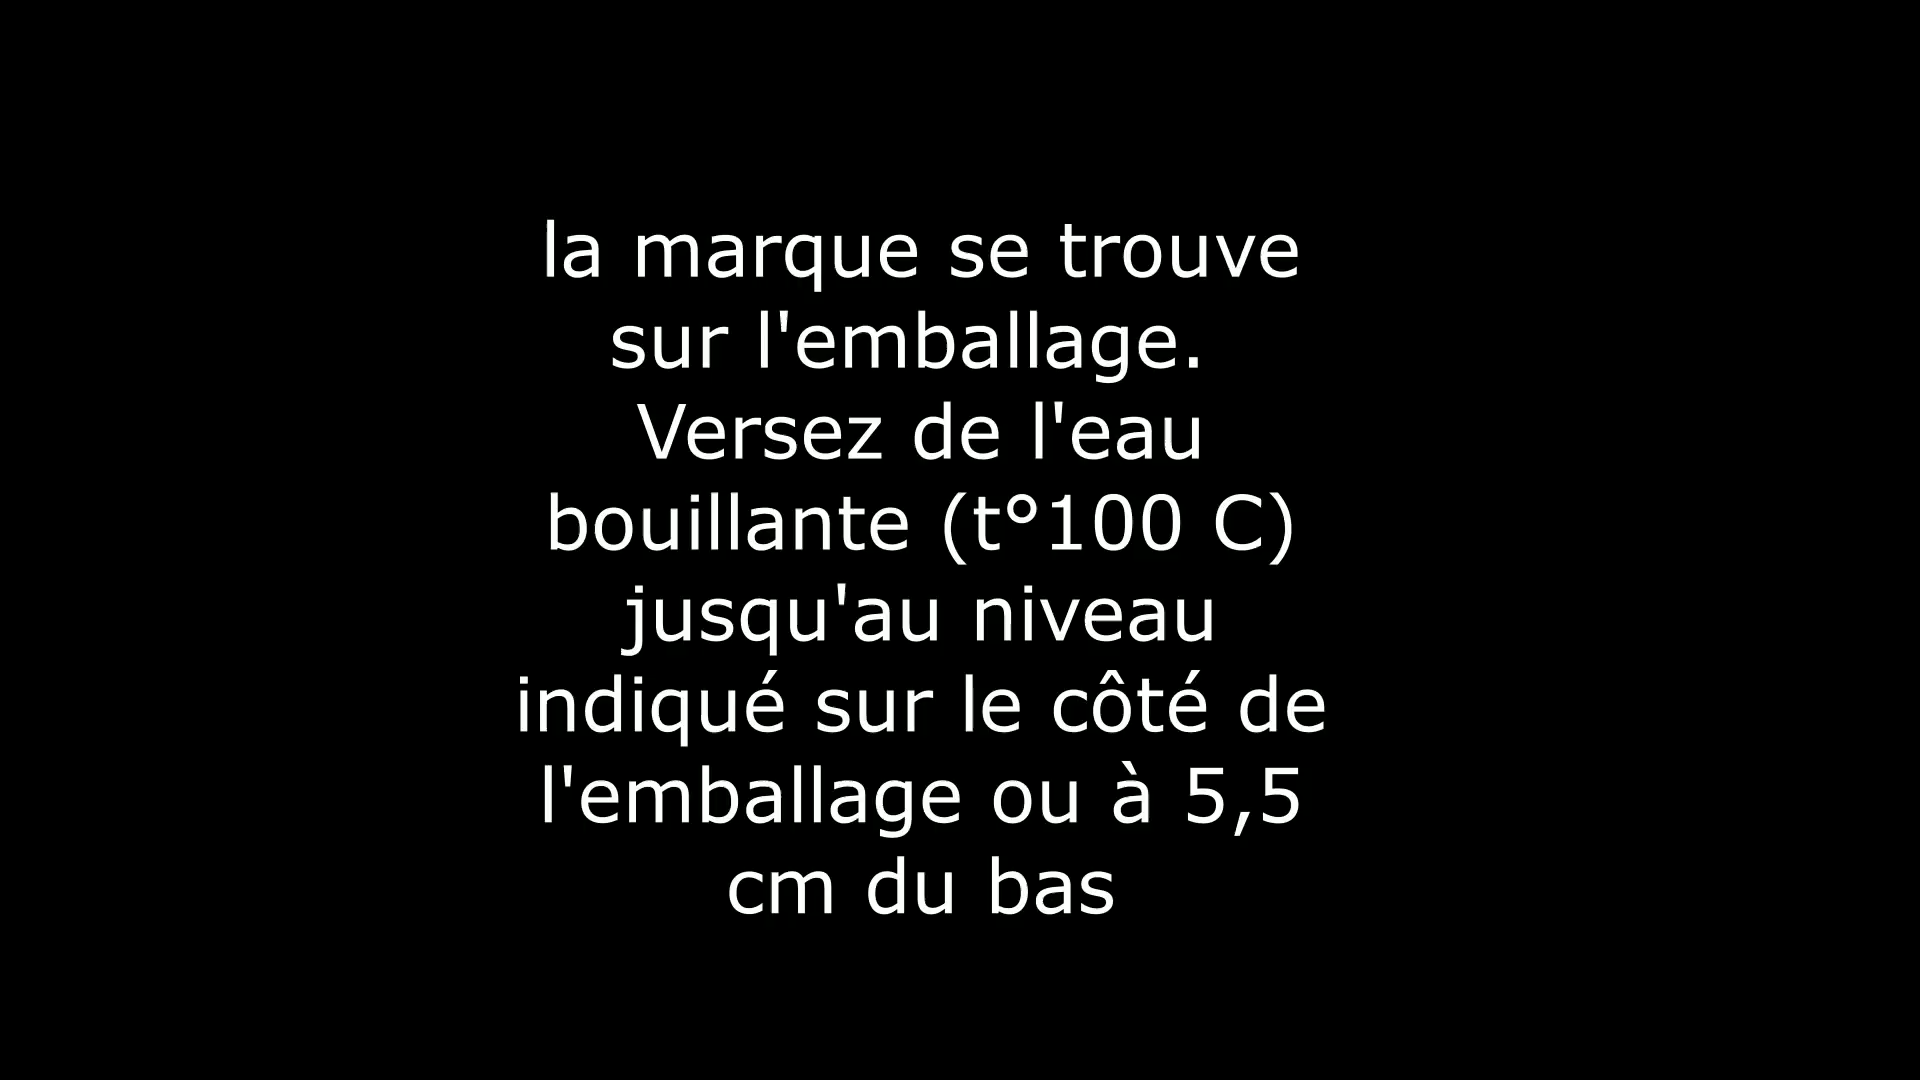 la marque se trouve
sur l'emballage.
Versez de l'eau
bouillante (t°100 C)
jusqu'au niveau
indiqué sur le côté de
l'emballage ou à 5,5
cm du bas